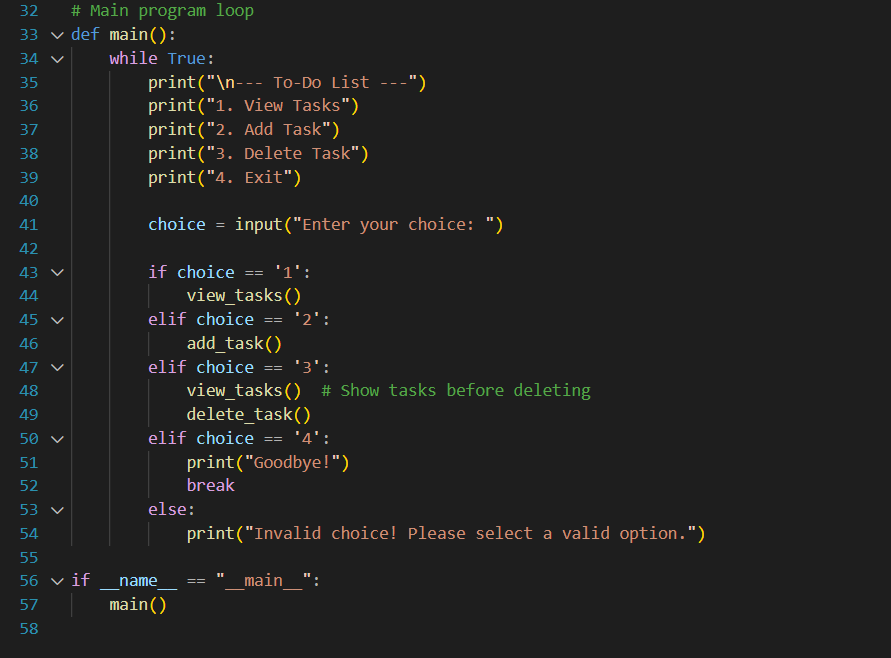 32 # Main program loop
33 def main():
34     while True:
35         print("\n--- To-Do List ---")
36         print("1. View Tasks")
37         print("2. Add Task")
38         print("3. Delete Task")
39         print("4. Exit")
40
41         choice = input("Enter your choice: ")
42
43         if choice == '1':
44             view_tasks()
45         elif choice == '2':
46             add_task()
47         elif choice == '3':
48             view_tasks()  # Show tasks before deleting
49             delete_task()
50         elif choice == '4':
51             print("Goodbye!")
52             break
53         else:
54             print("Invalid choice! Please select a valid option.")
55
56 if __name__ == "__main__":
57     main()
58